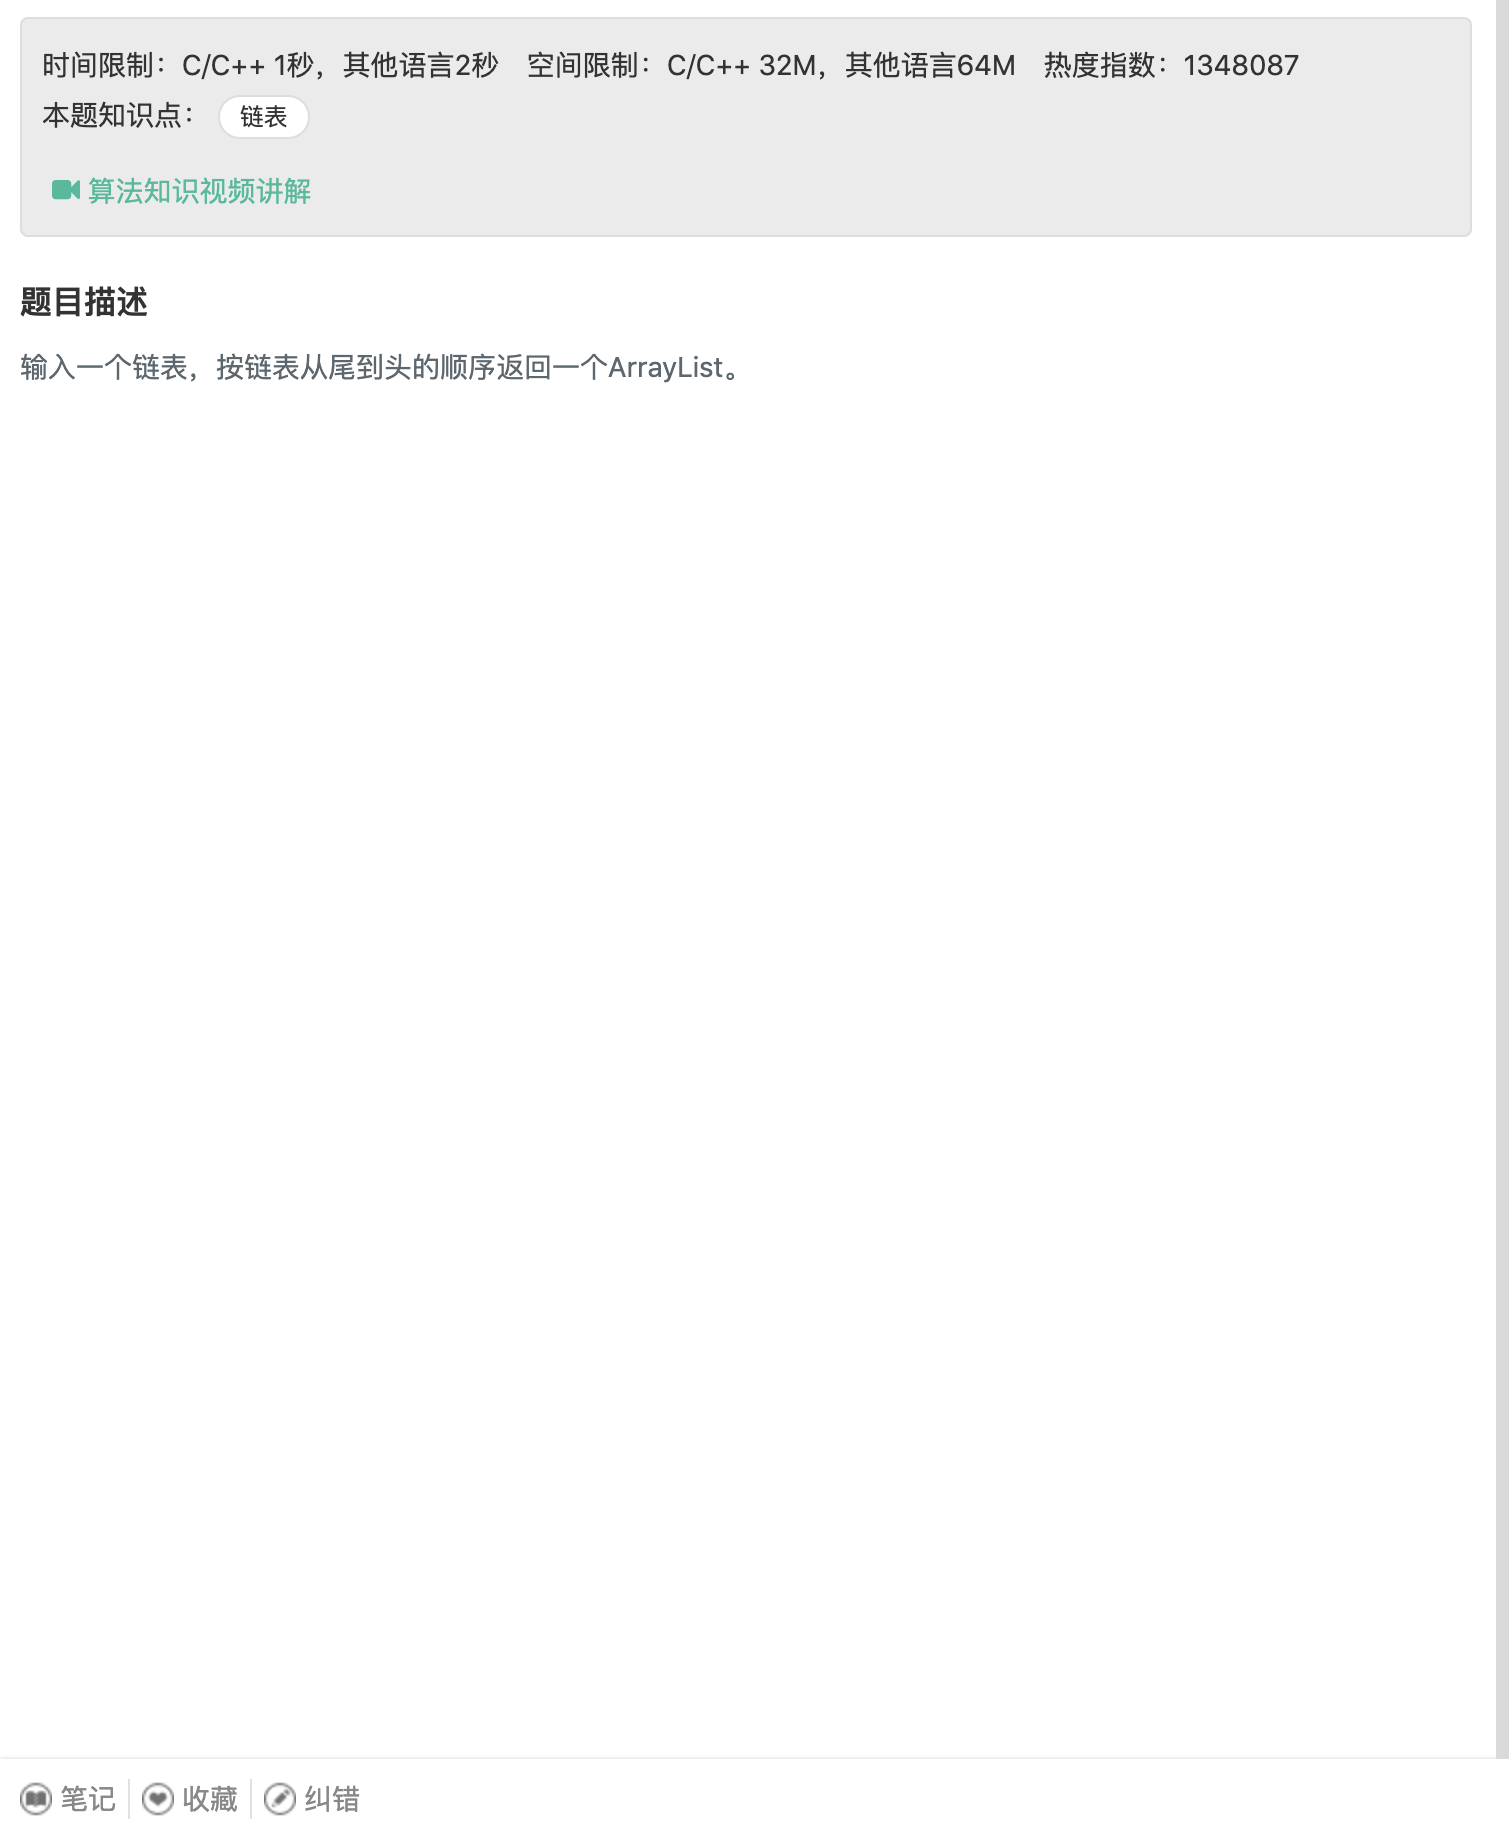 时间限制：C/C++ 1秒，其他语言2秒 空间限制：C/C++ 32M，其他语言64M 热度指数：1348087
本题知识点： 链表
算法知识视频讲解
题目描述
输入一个链表，按链表从尾到头的顺序返回一个ArrayList。
笔记 收藏 纠错